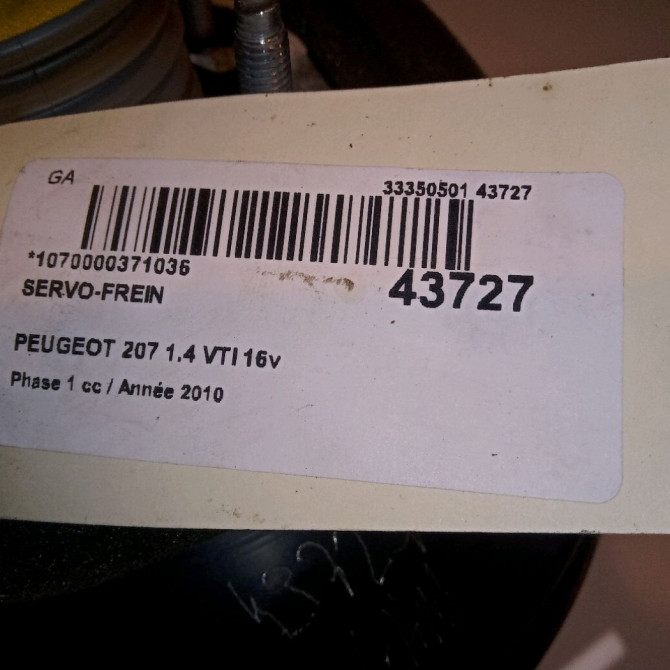 GA
33350501 43727
*1070000371036
43727
SERVO-FREIN
PEUGEOT 207 1.4 VTI 16v
Phase 1 cc / Année 2010